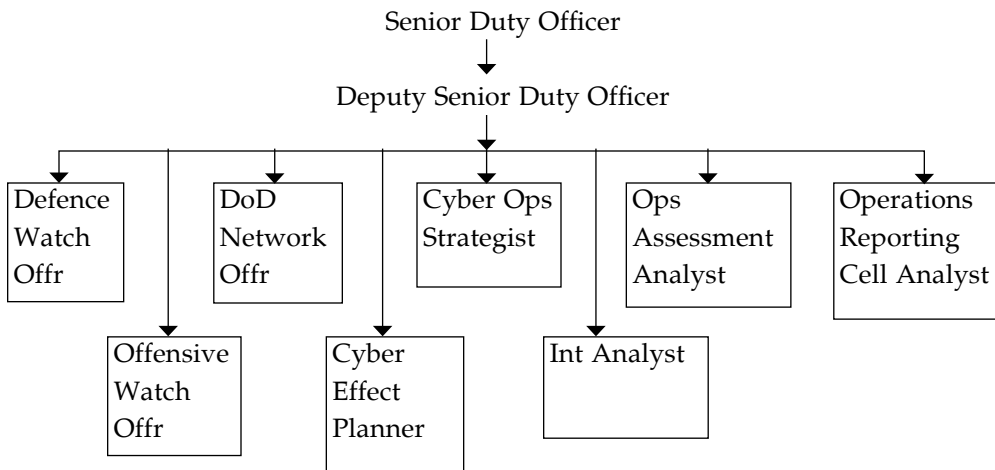 Senior Duty Officer
Deputy Senior Duty Officer
Defence
Watch
Offr
DoD
Network
Offr
Cyber Ops
Strategist
Ops
Assessment
Analyst
Operations
Reporting
Cell Analyst
Offensive
Watch
Offr
Cyber
Effect
Planner
Int Analyst